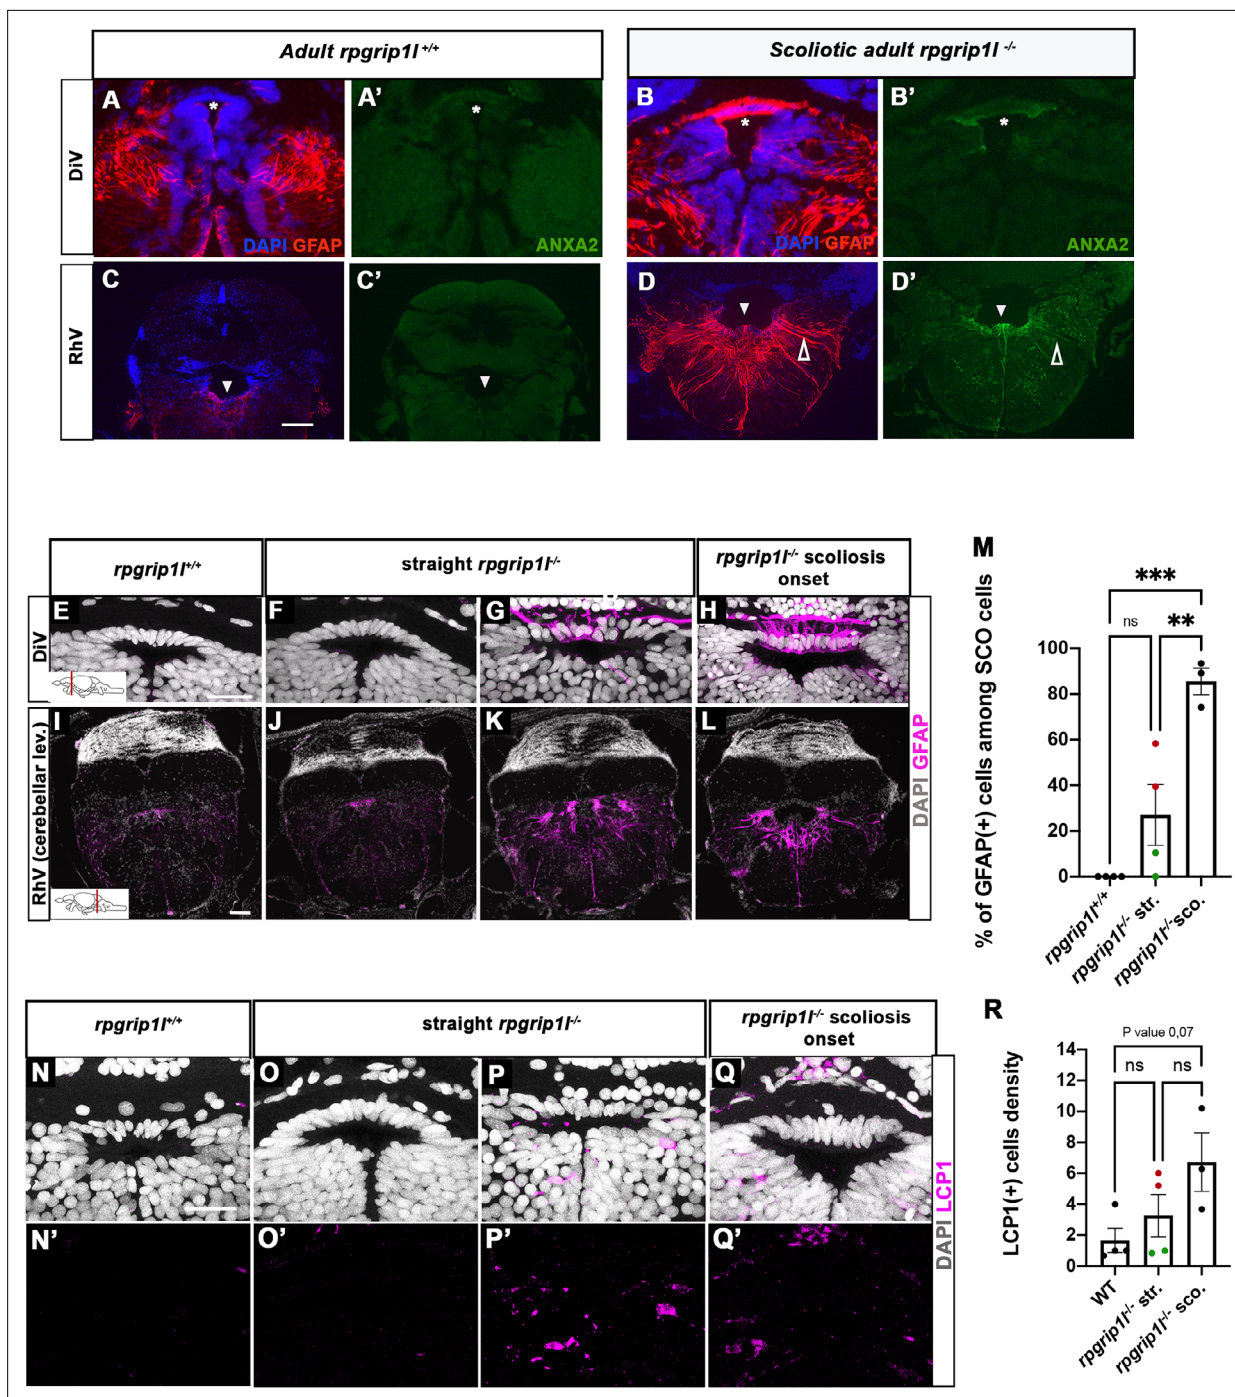 Adult rpgrip1l +/+
Scoliotic adult rpgrip1l -/-
DiV
A
*
DAPI GFAP
A'
*
ANXA2
B
*
DAPI GFAP
B'
*
ANXA2
RhV
C
C'
D
D'
rpgrip1l+/+
straight rpgrip1l-/-
rpgrip1l-/- scoliosis
onset
DiV
E
F
G
H
RhV (cerebellar lev.)
I
J
K
L
DAPI GFAP
M
% of GFAP(+) cells among SCO cells
***
ns
**
100
80
60
40
20
0
rpgrip1l+/+
rpgrip1l-/- str.
rpgrip1l-/- sco.
rpgrip1l+/+
straight rpgrip1l-/-
rpgrip1l-/- scoliosis
onset
N
O
P
Q
N'
O'
P'
Q'
DAPI LCP1
R
LCP1(+) cells density
P value 0,07
ns
ns
14
12
10
8
6
4
2
0
WT
rpgrip1l-/- str.
rpgrip1l-/- sco.